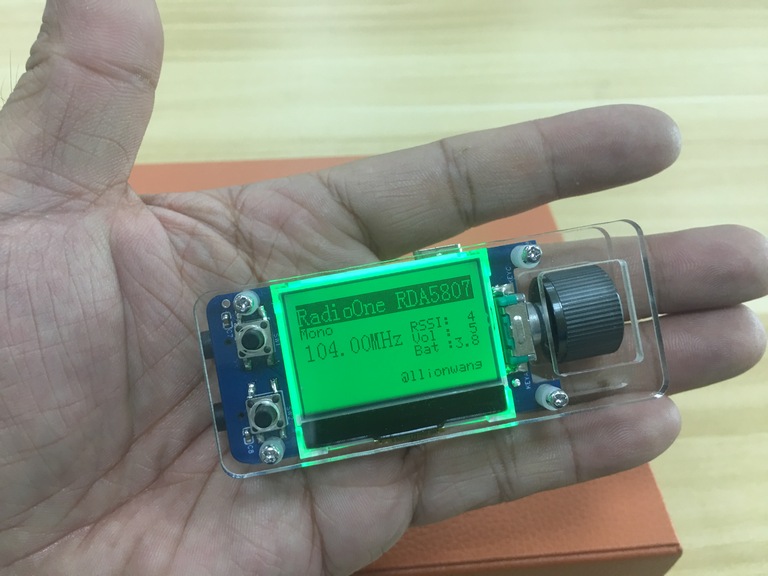 RadioOne RDA5807
Mono
RSSI: 4
104.00MHz
Vol : 5
Bat :3.8
@llionwang